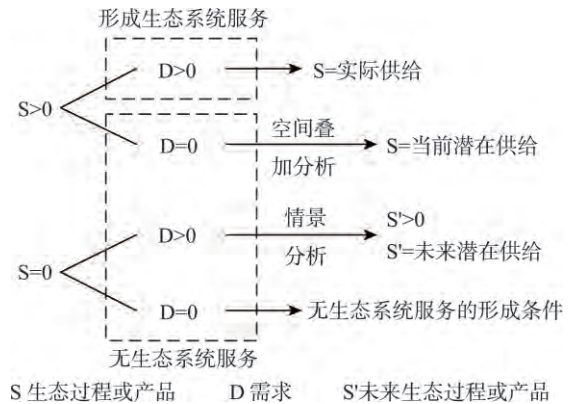 形成生态系统服务
D>0
S=实际供给
S>0
D=0
空间叠
加分析
S=当前潜在供给
D>0
情景
分析
S'>0
S'=未来潜在供给
S=0
D=0
无生态系统服务的形成条件
无生态系统服务
S 生态过程或产品 D 需求 S'未来生态过程或产品